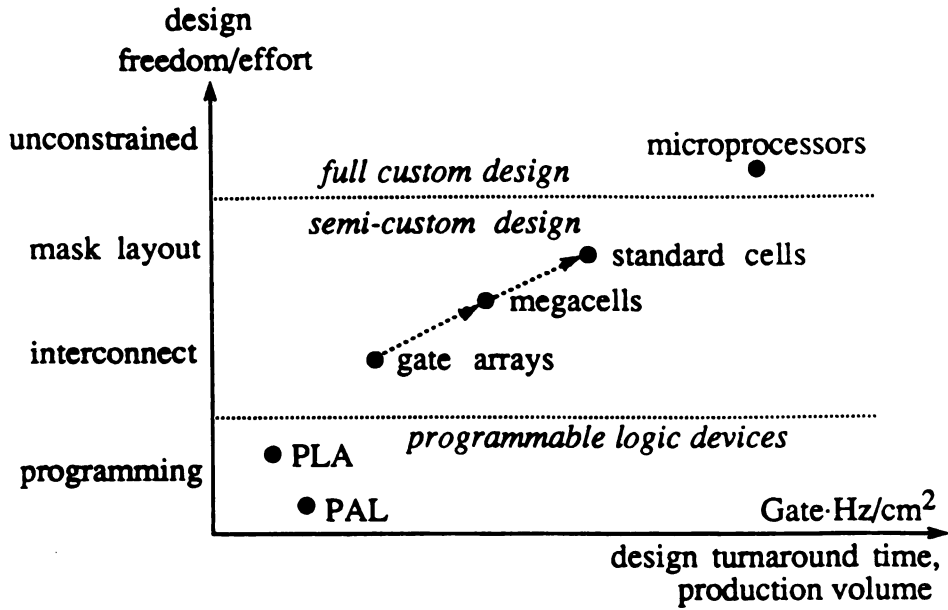 design
freedom/effort
unconstrained
microprocessors
full custom design
semi-custom design
mask layout
standard cells
megacells
interconnect
gate arrays
programmable logic devices
programming
PLA
PAL
Gate·Hz/cm²
design turnaround time,
production volume